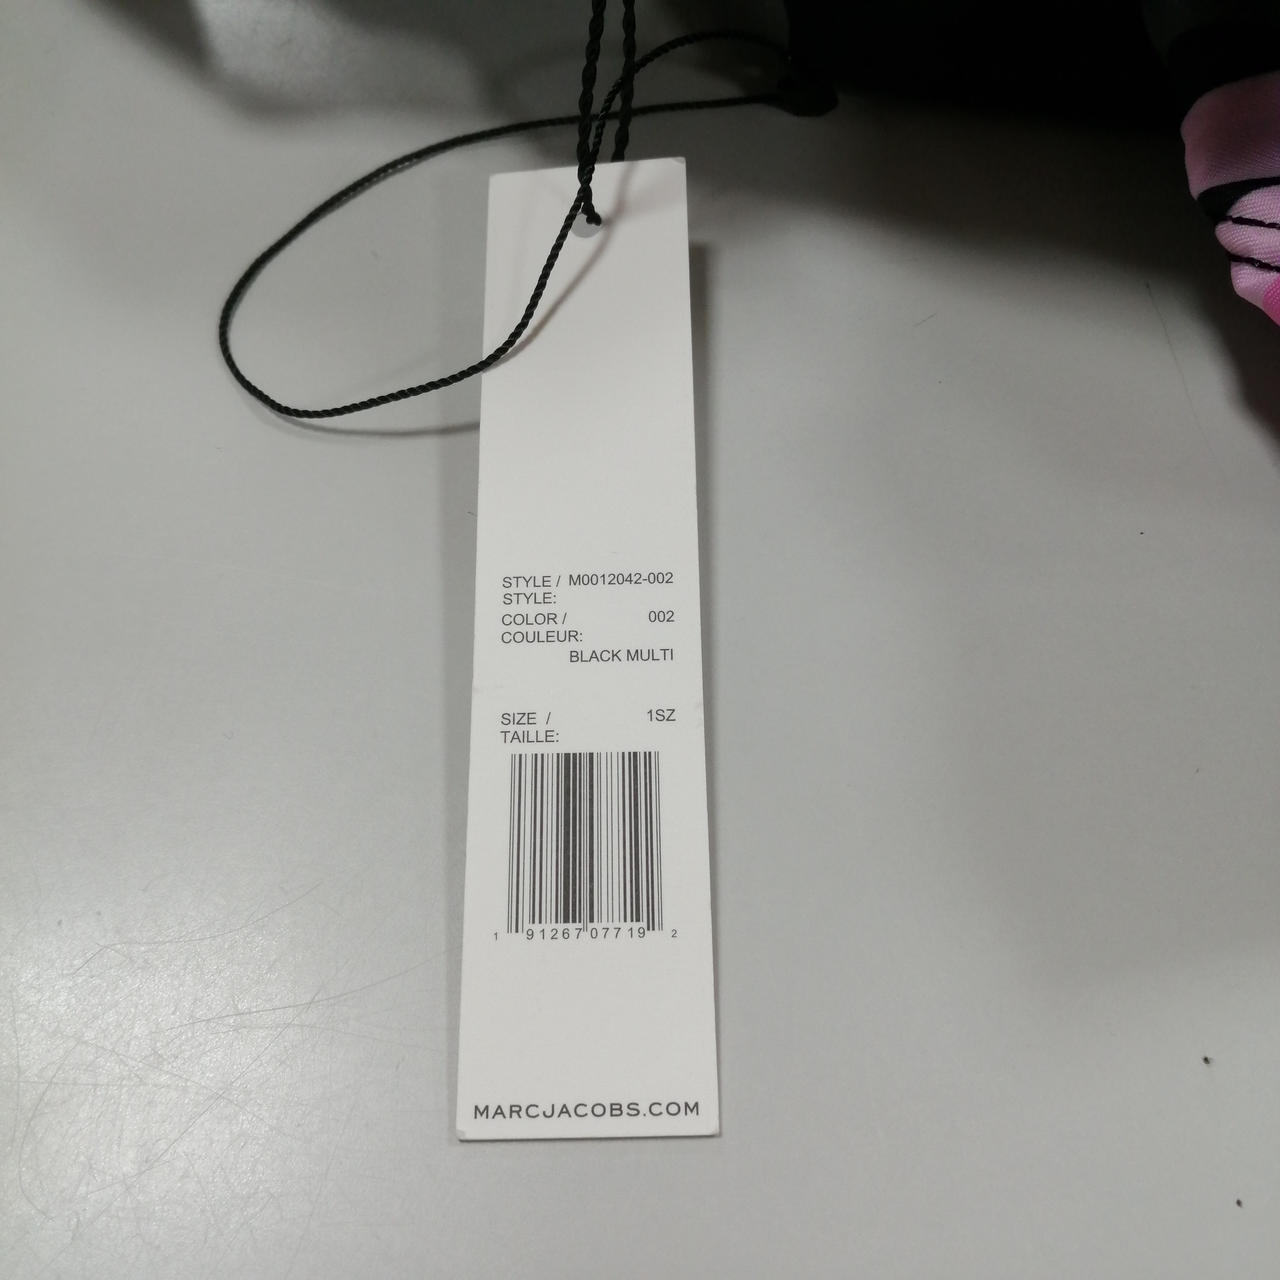 STYLE / M0012042-002
STYLE:
COLOR / 002
COULEUR:
BLACK MULTI
SIZE / 1SZ
TAILLE:
1 91267 07719 2
MARCJACOBS.COM